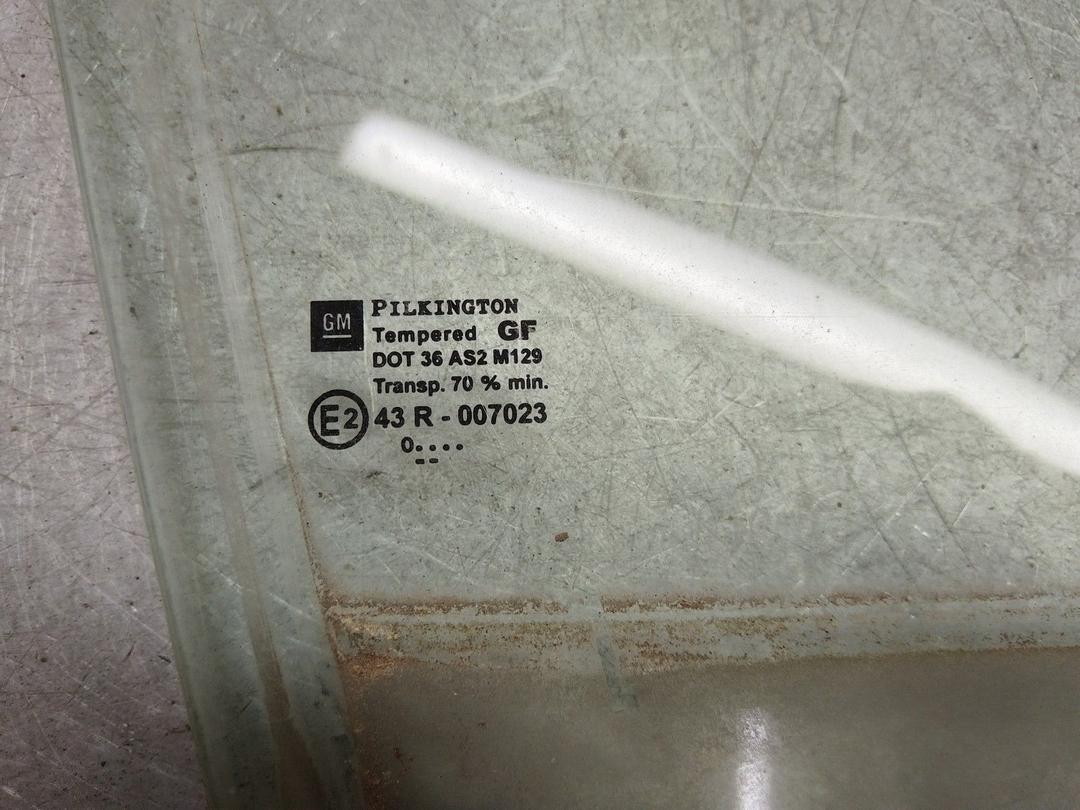 GM
PILKINGTON
Tempered GF
DOT 36 AS2 M129
Transp. 70 % min.
E2 43 R - 007023
0....
--